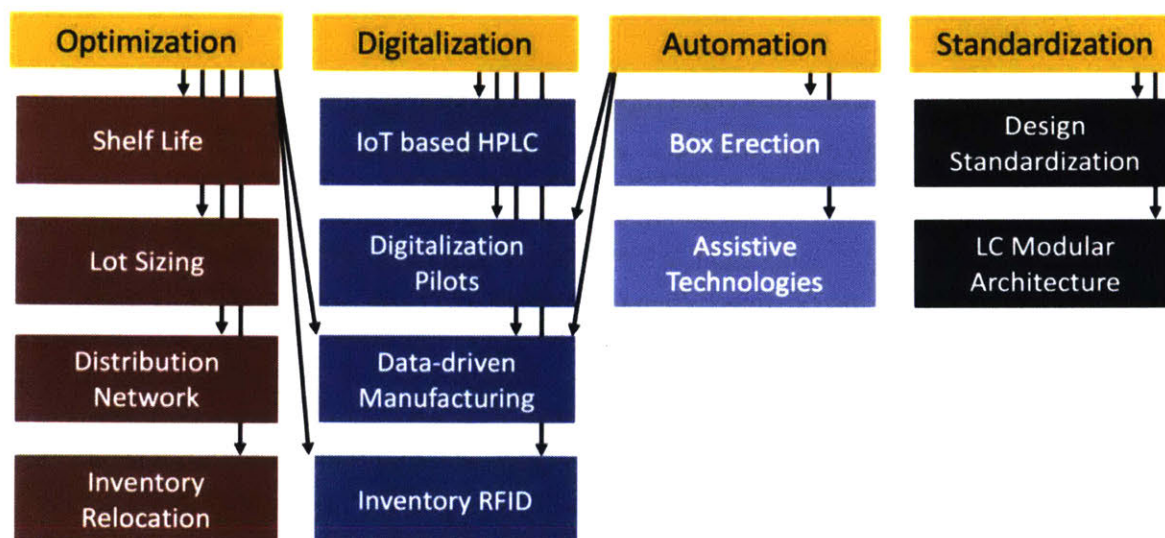 Optimization
Digitalization
Automation
Standardization
Shelf Life
IoT based HPLC
Box Erection
Design
Standardization
Lot Sizing
Digitalization
Pilots
Assistive
Technologies
LC Modular
Architecture
Distribution
Network
Data-driven
Manufacturing
Inventory
Relocation
Inventory RFID